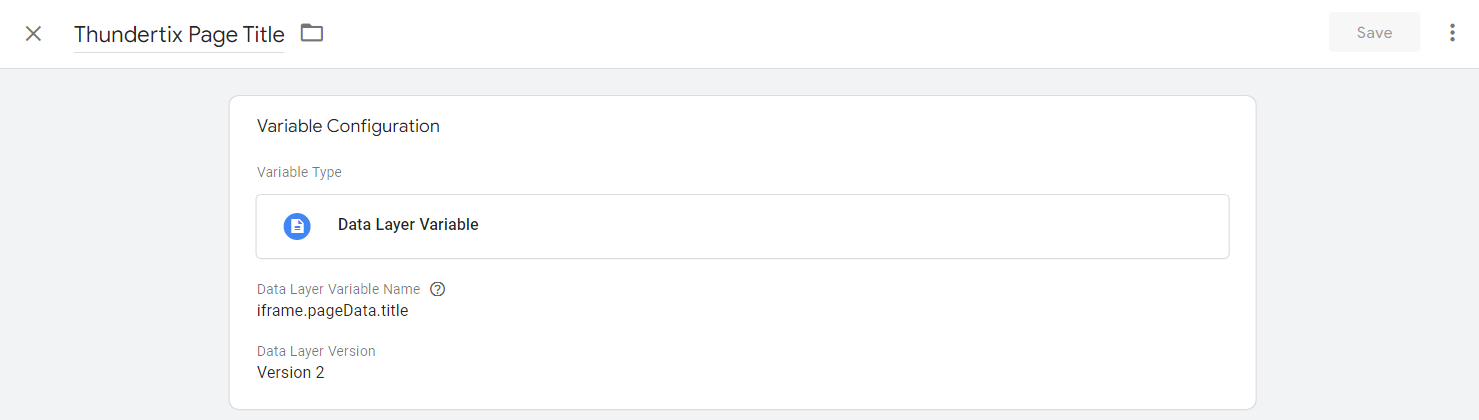 Thundertix Page Title
Save
Variable Configuration
Variable Type
Data Layer Variable
Data Layer Variable Name
iframe.pageData.title
Data Layer Version
Version 2